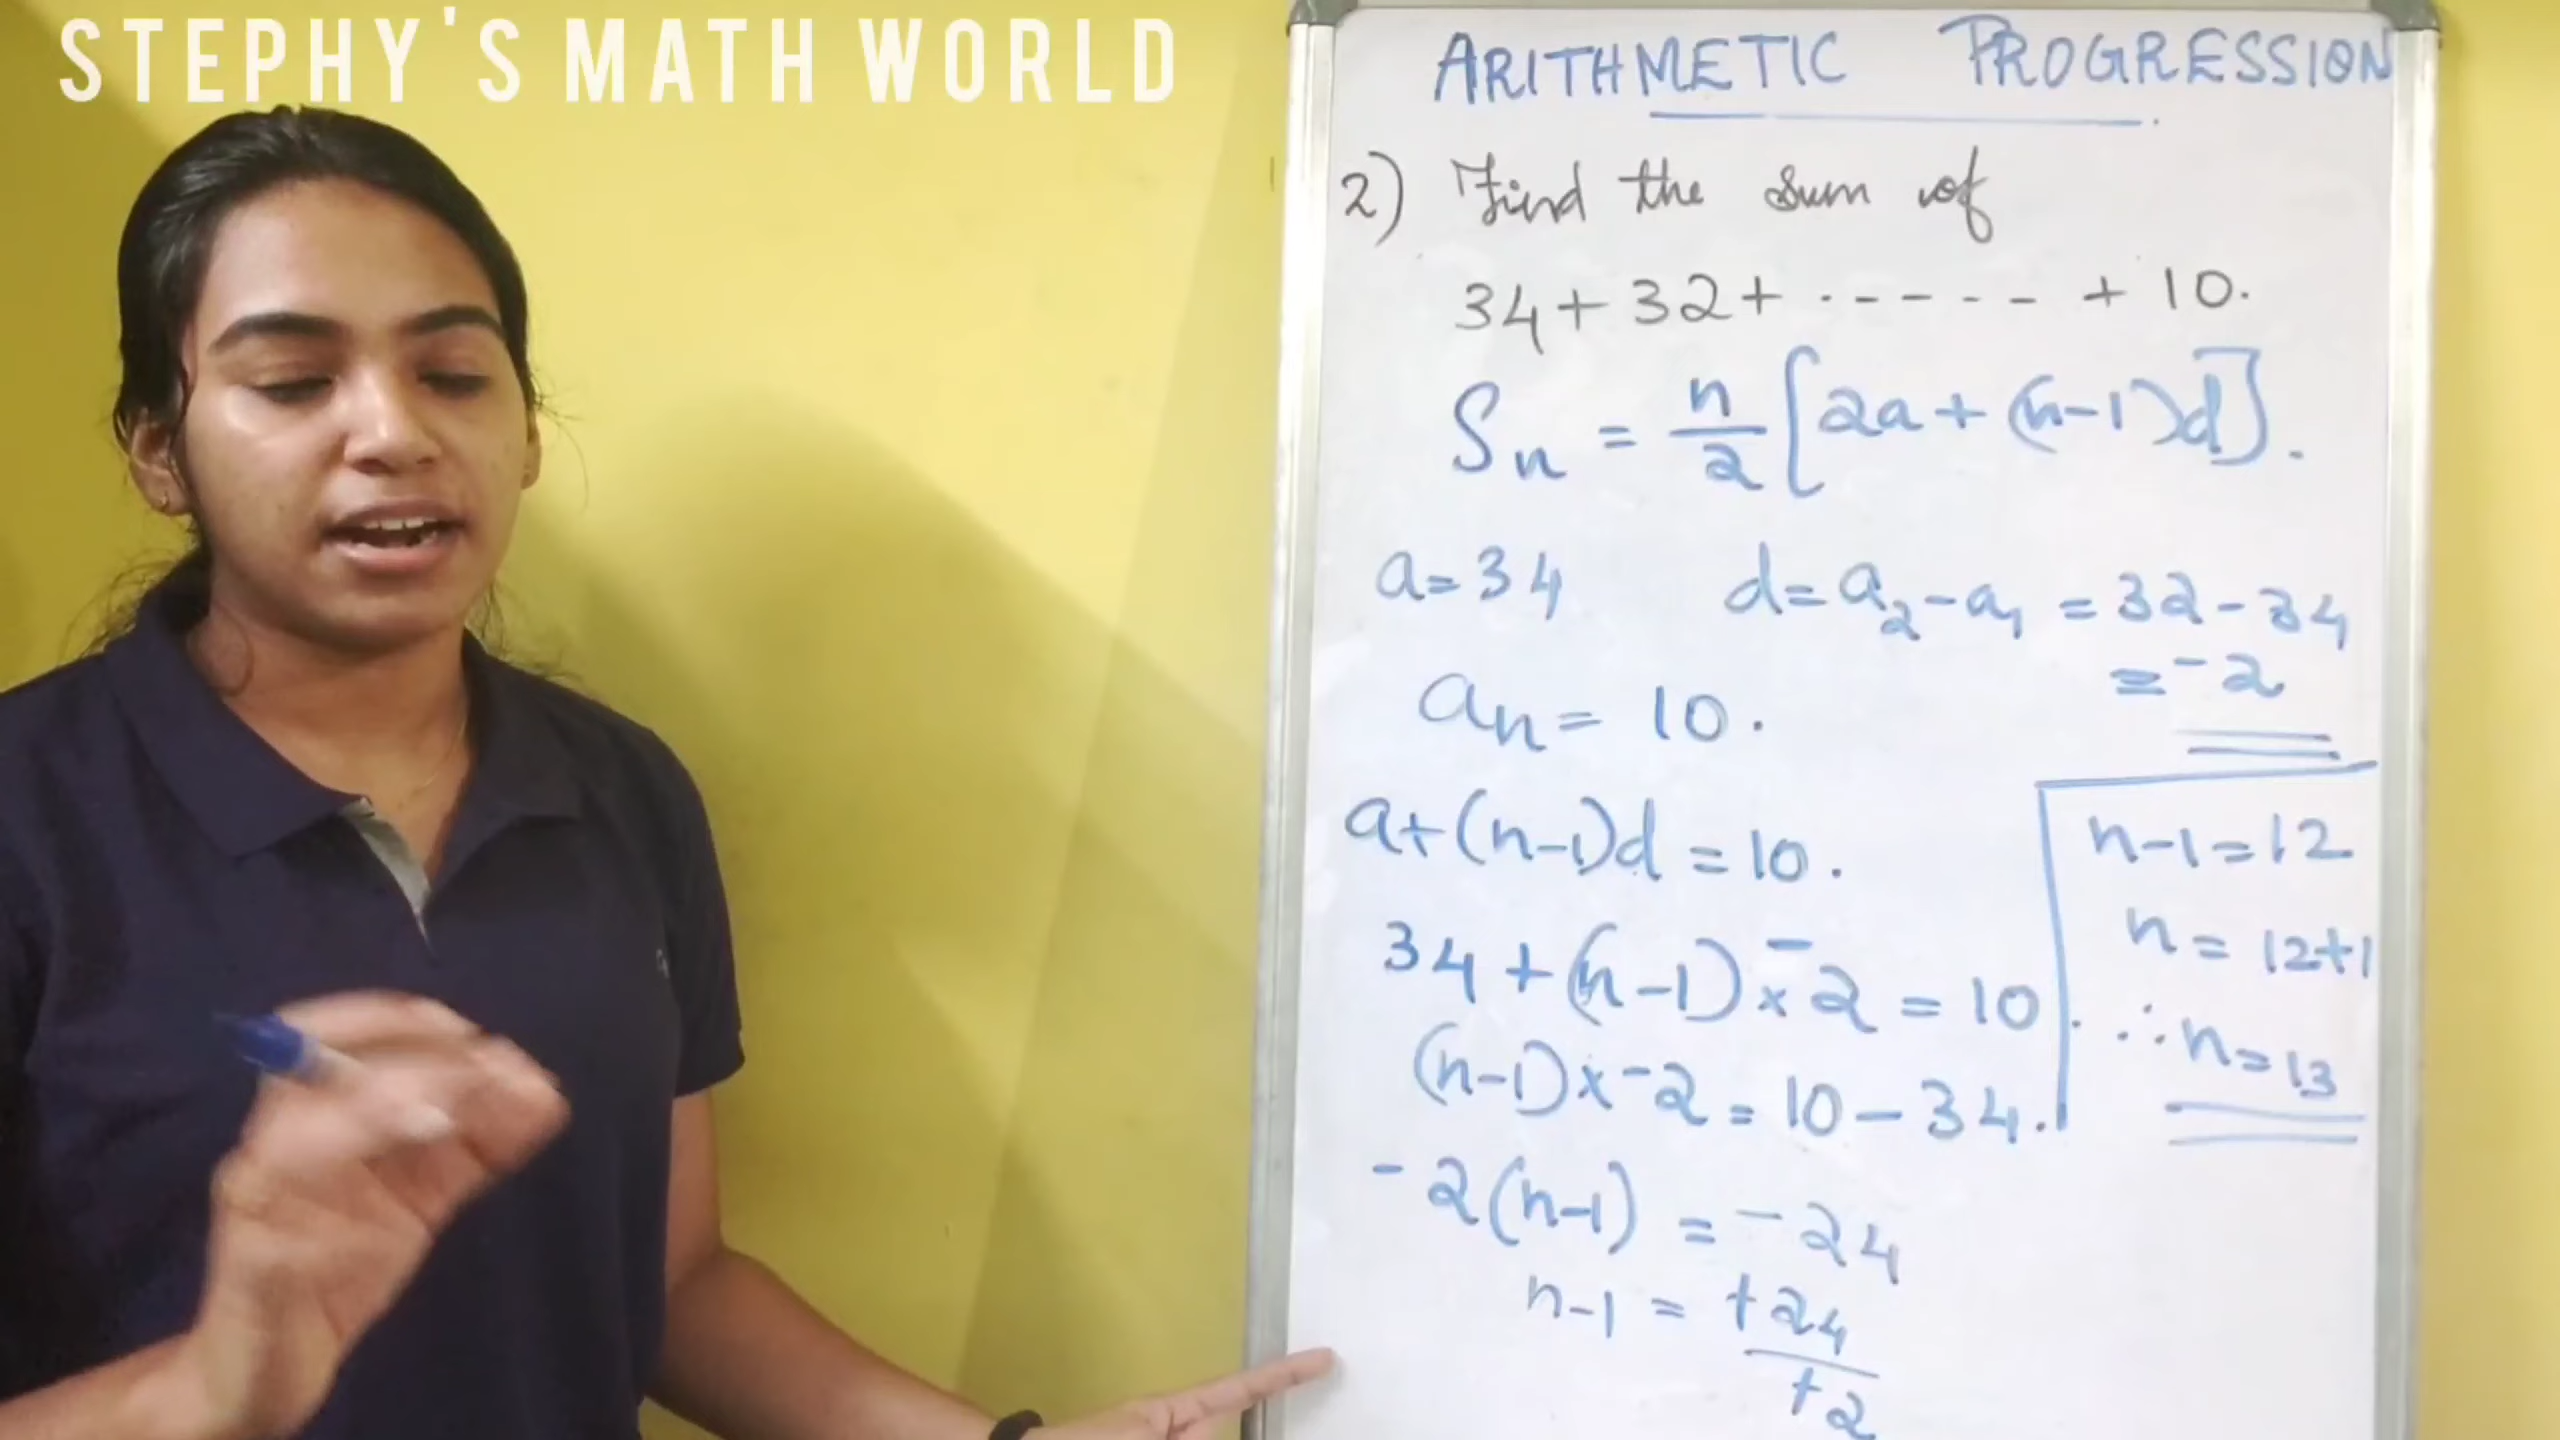 STEPHY'S MATH WORLD
ARITHMETIC PROGRESSION
2) Find the sum of
34 + 32 + · - - - - - + 10.
Sn = n/2 [2a + (n-1)d].
a = 34 d = a₂ - a₁ = 32 - 34
= -2
an = 10.
a + (n-1)d = 10.
34 + (n-1) × -2 = 10.
(n-1) × -2 = 10 - 34.
-2(n-1) = -24
n-1 = +24/+2
n-1 = 12
n = 12+1
∴ n = 13